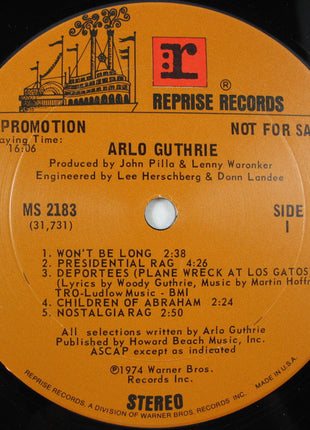 r
®
REPRISE RECORDS
PROMOTION NOT FOR SA
aying Time:
16:06
ARLO GUTHRIE
Produced by John Pilla & Lenny Waronker
Engineered by Lee Herschberg & Donn Landee
MS 2183 SIDE
(31,731) 1
1. WON'T BE LONG 2:38
2. PRESIDENTIAL RAG 4:26
3. DEPORTEES (PLANE WRECK AT LOS GATOS
(Lyrics by Woody Guthrie, Music by Martin Hoffm
TRO-Ludlow Music - BMI
4. CHILDREN OF ABRAHAM 2:24
5. NOSTALGIA RAG 2:50
All selections written by Arlo Guthrie
Published by Howard Beach Music, Inc.
ASCAP except as indicated
©1974 Warner Bros.
Records Inc.
STEREO
REPRISE RECORDS, A DIVISION OF WARNER BROS. RECORDS INC. MADE IN U.S.A.